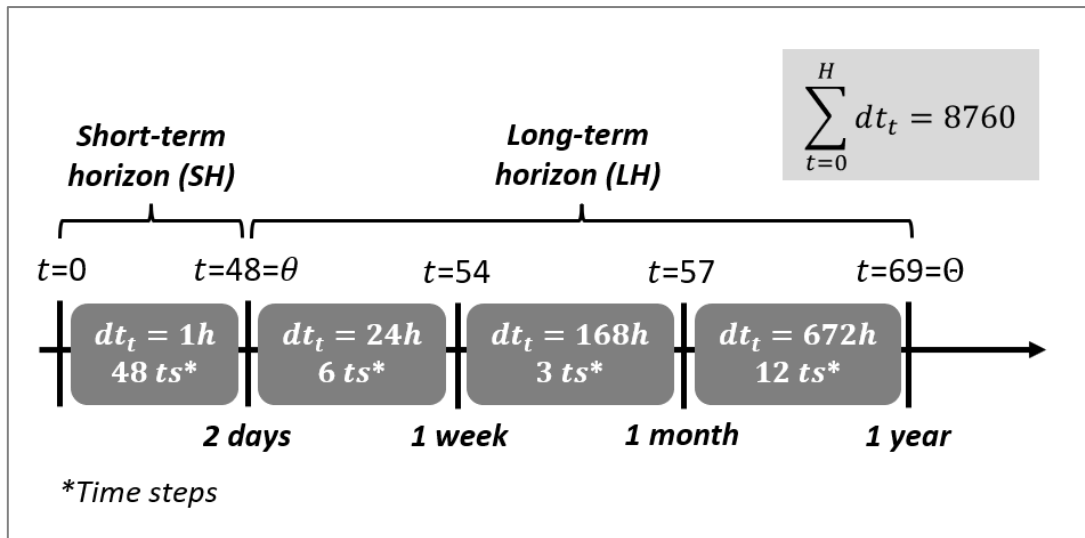 H
∑ dt_t = 8760
t=0
Short-term
horizon (SH)
Long-term
horizon (LH)
t=0
t=48=θ
t=54
t=57
t=69=Θ
dt_t = 1h
48 ts*
dt_t = 24h
6 ts*
dt_t = 168h
3 ts*
dt_t = 672h
12 ts*
2 days
1 week
1 month
1 year
*Time steps